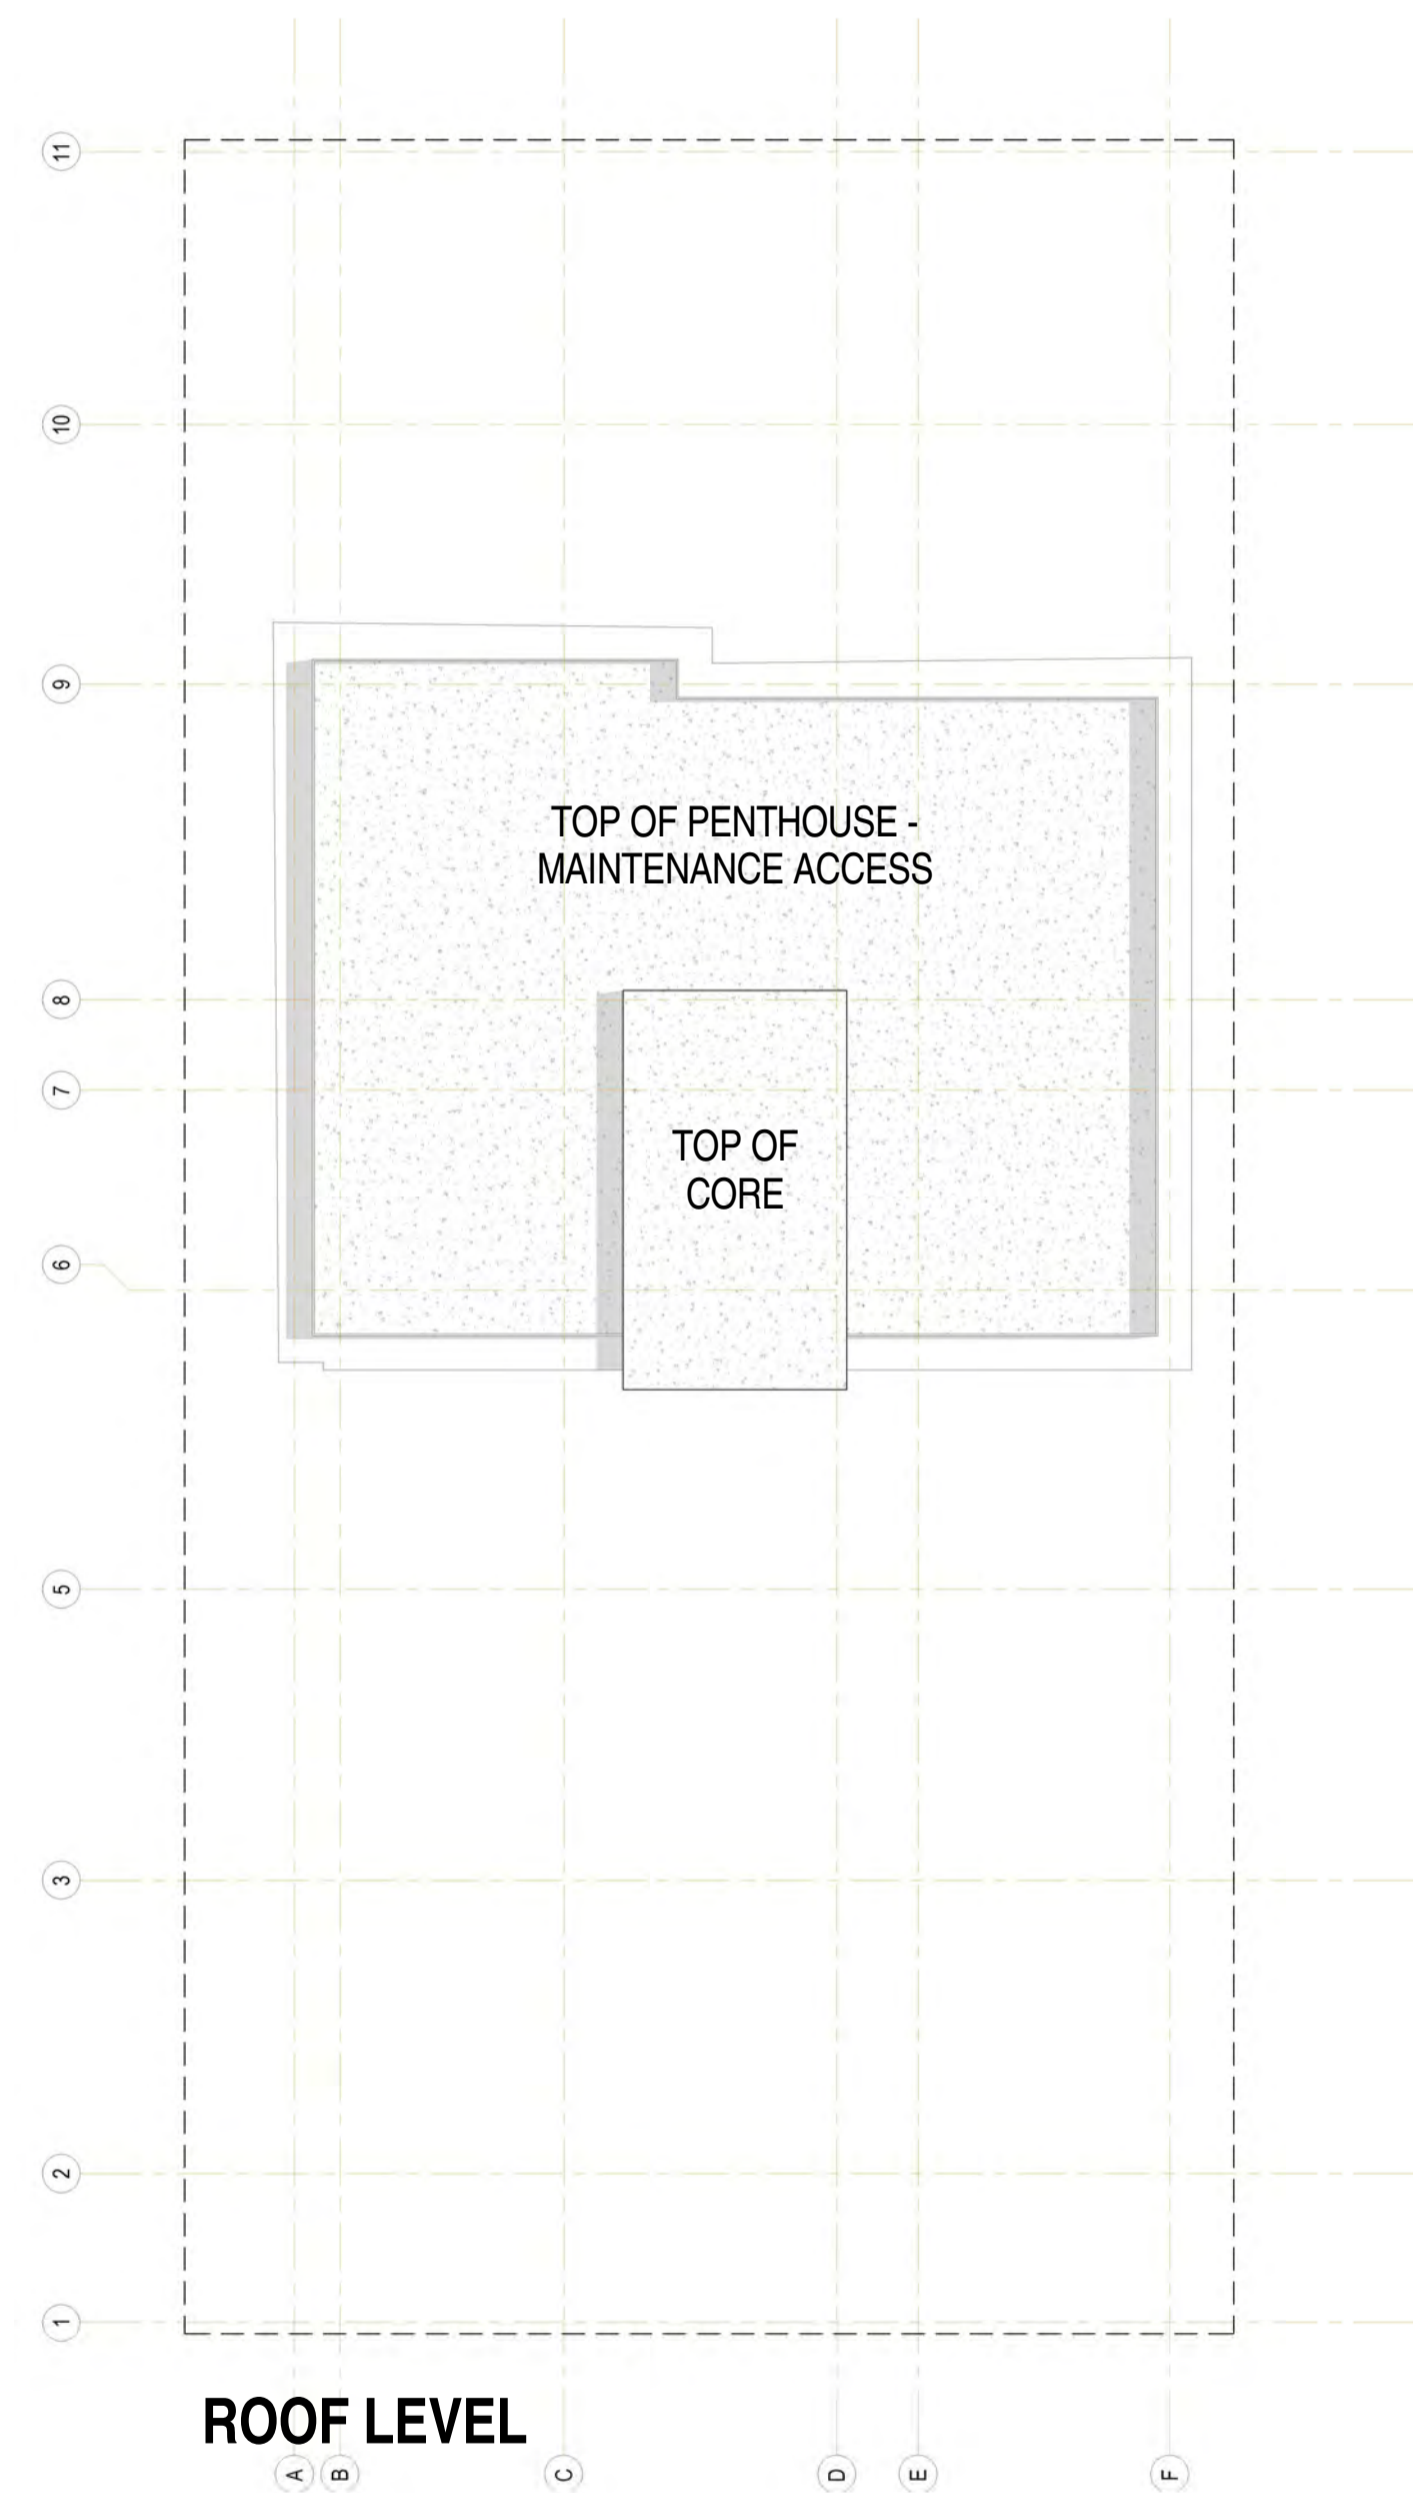 11
10
9
TOP OF PENTHOUSE -
MAINTENANCE ACCESS
8
7
TOP OF
CORE
6
5
3
2
1
ROOF LEVEL
A
B
C
D
E
F